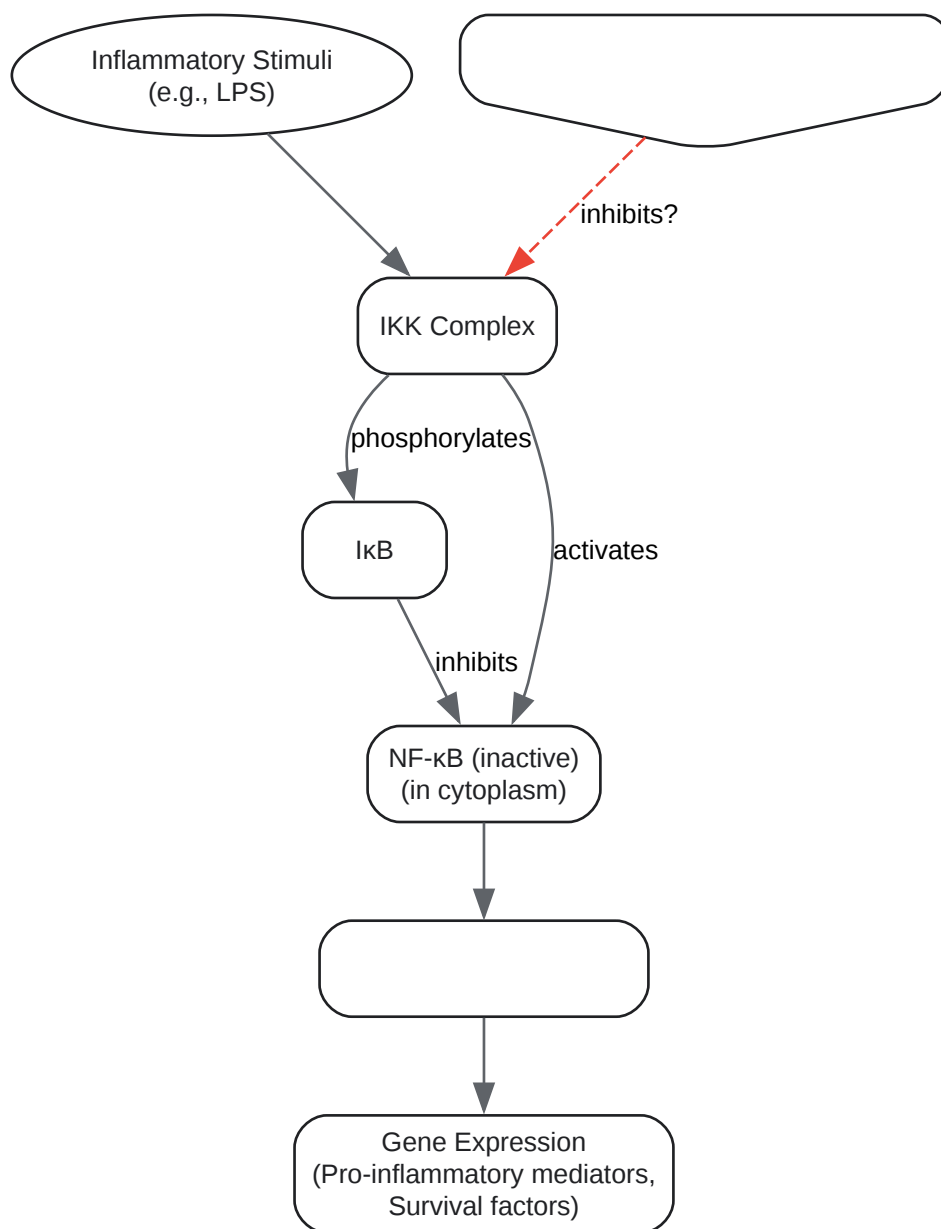 Inflammatory Stimuli
(e.g., LPS)
inhibits?
IKK Complex
phosphorylates
IκB
activates
inhibits
NF-κB (inactive)
(in cytoplasm)
Gene Expression
(Pro-inflammatory mediators,
Survival factors)